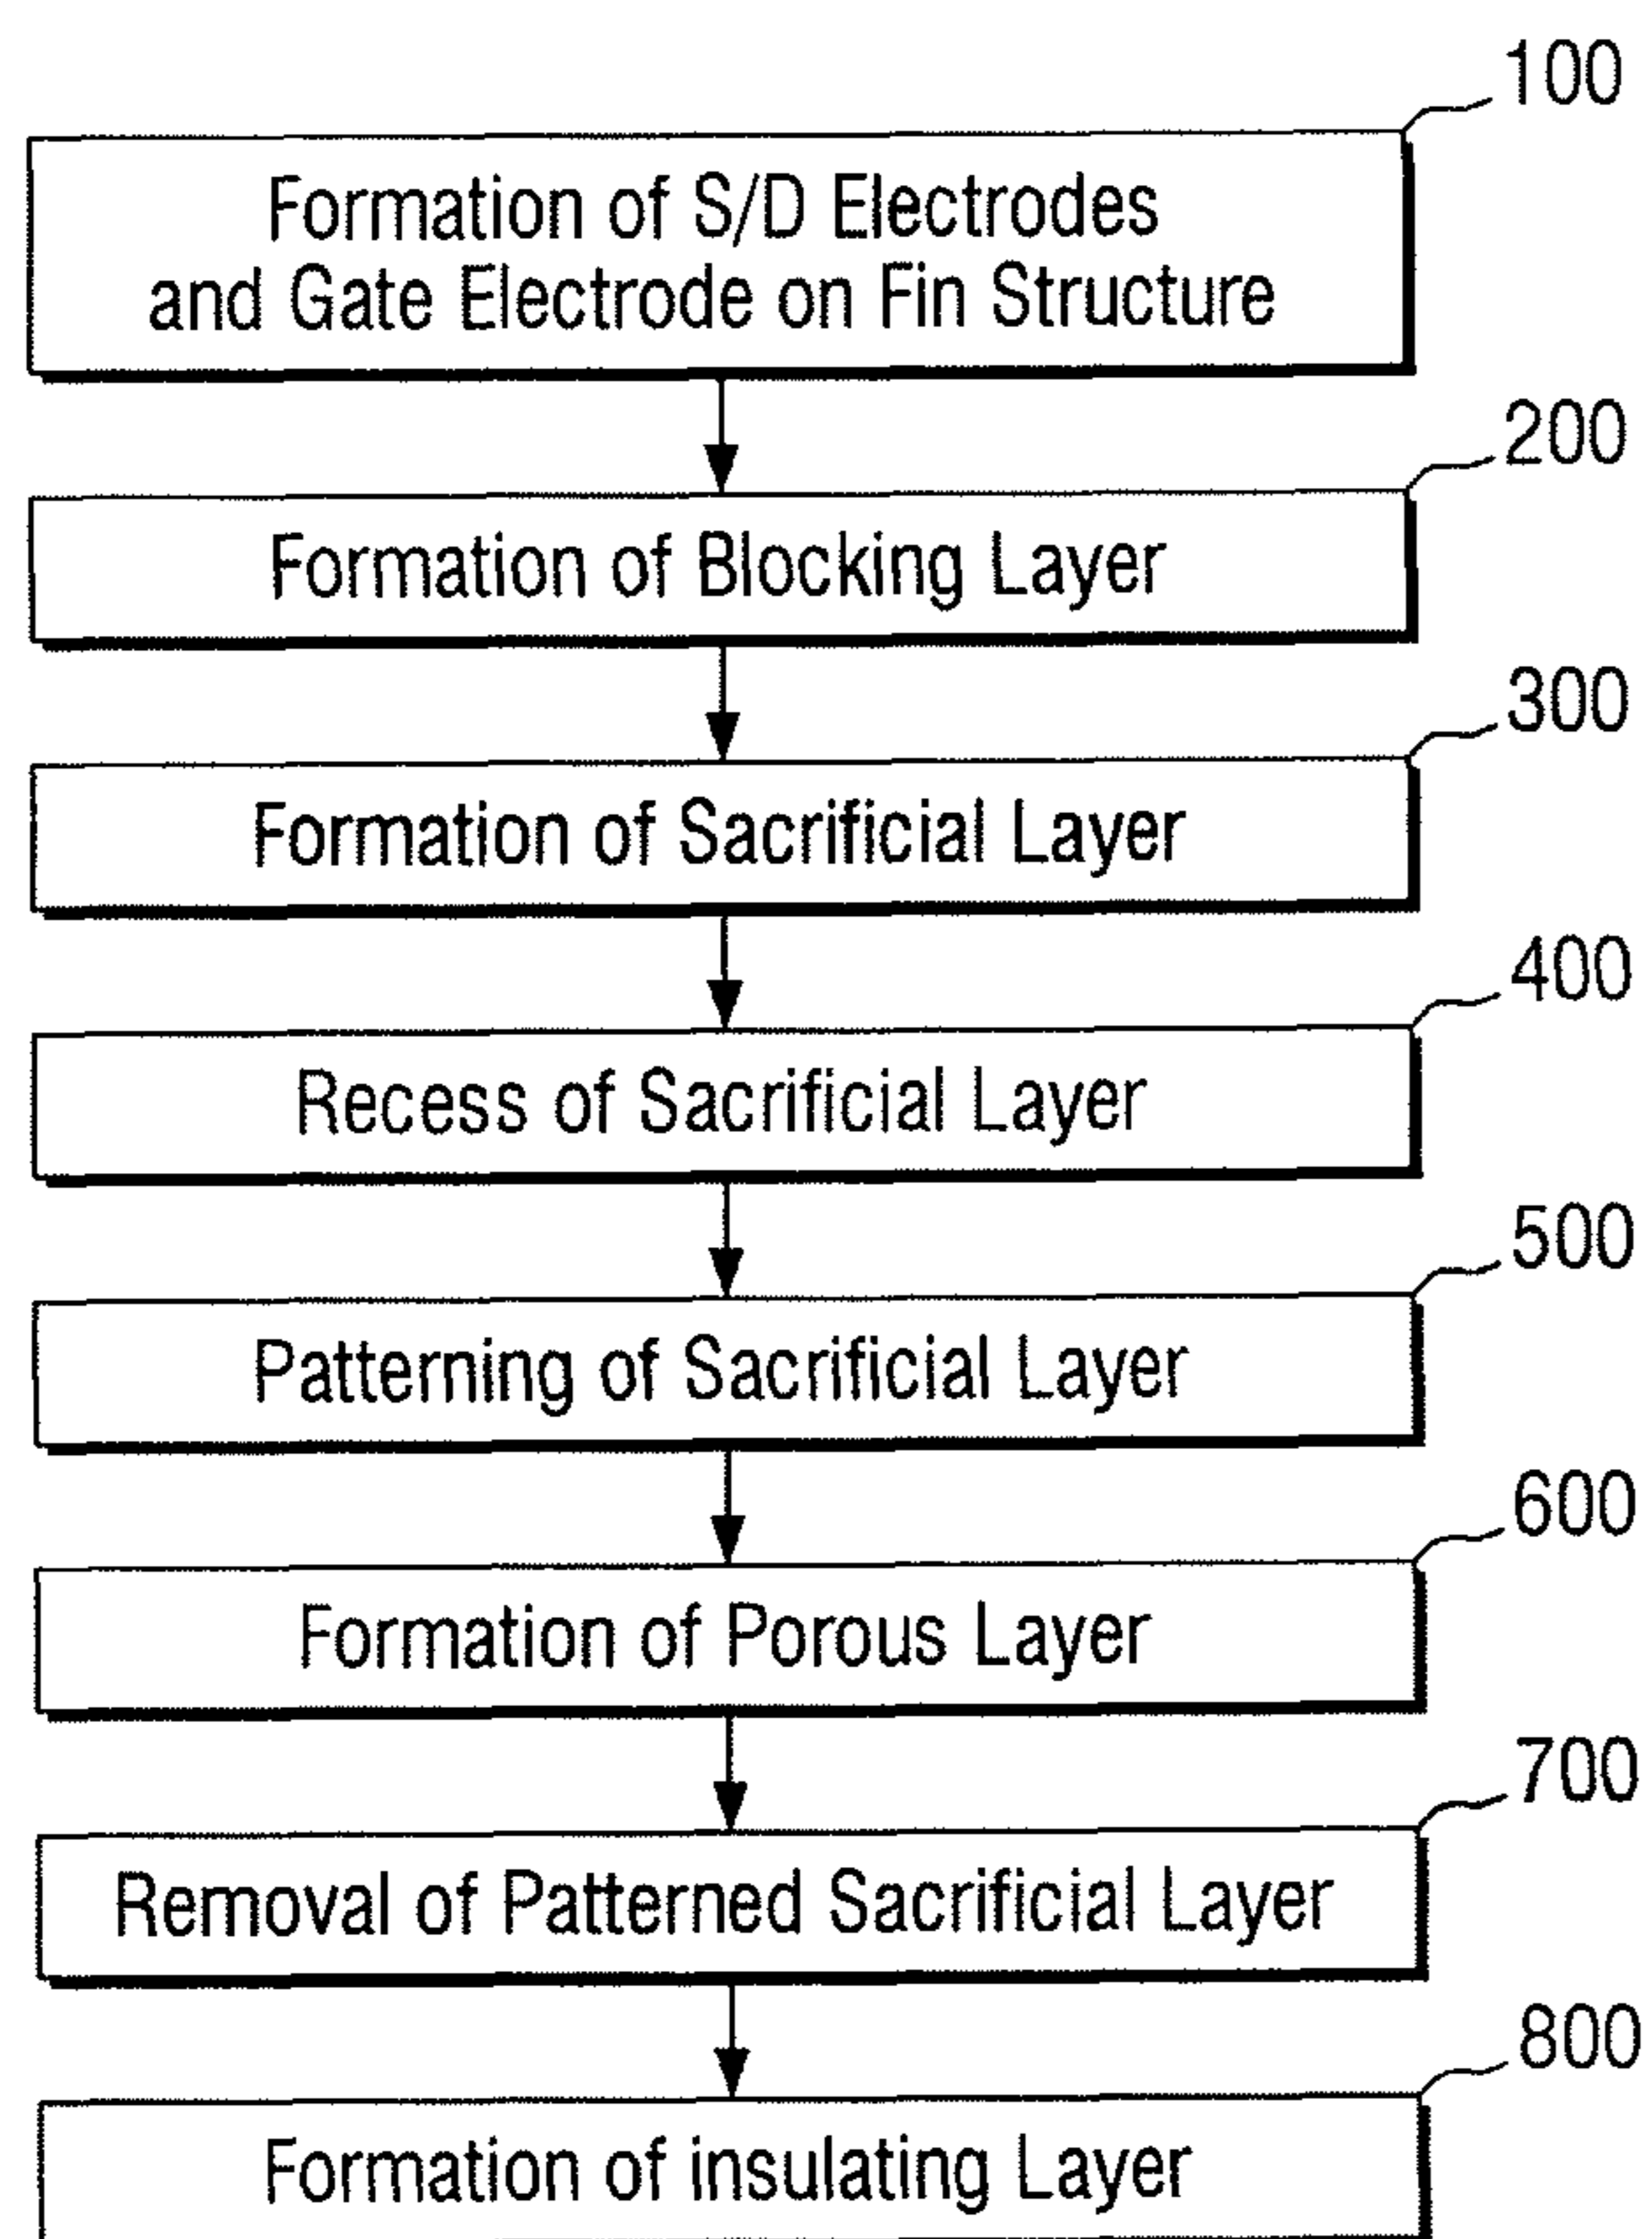 100
Formation of S/D Electrodes
and Gate Electrode on Fin Structure
200
Formation of Blocking Layer
300
Formation of Sacrificial Layer
400
Recess of Sacrificial Layer
500
Patterning of Sacrificial Layer
600
Formation of Porous Layer
700
Removal of Patterned Sacrificial Layer
800
Formation of insulating Layer